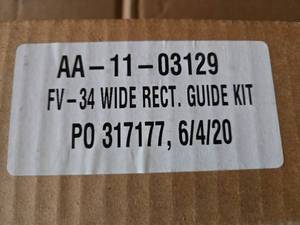 AA-11-03129
FV-34 WIDE RECT. GUIDE KIT
PO 317177, 6/4/20